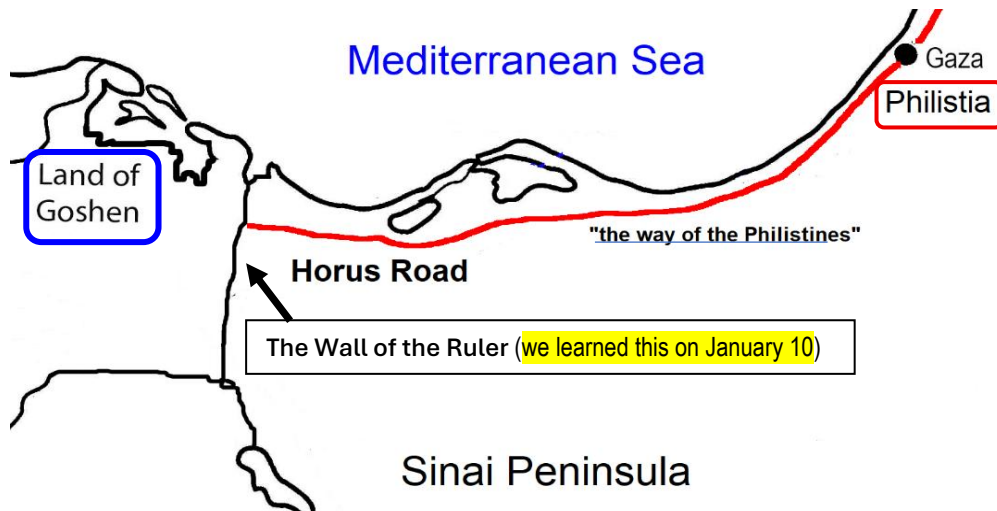 Mediterranean Sea
Gaza
Philistia
Land of
Goshen
"the way of the Philistines"
Horus Road
The Wall of the Ruler (we learned this on January 10)
Sinai Peninsula